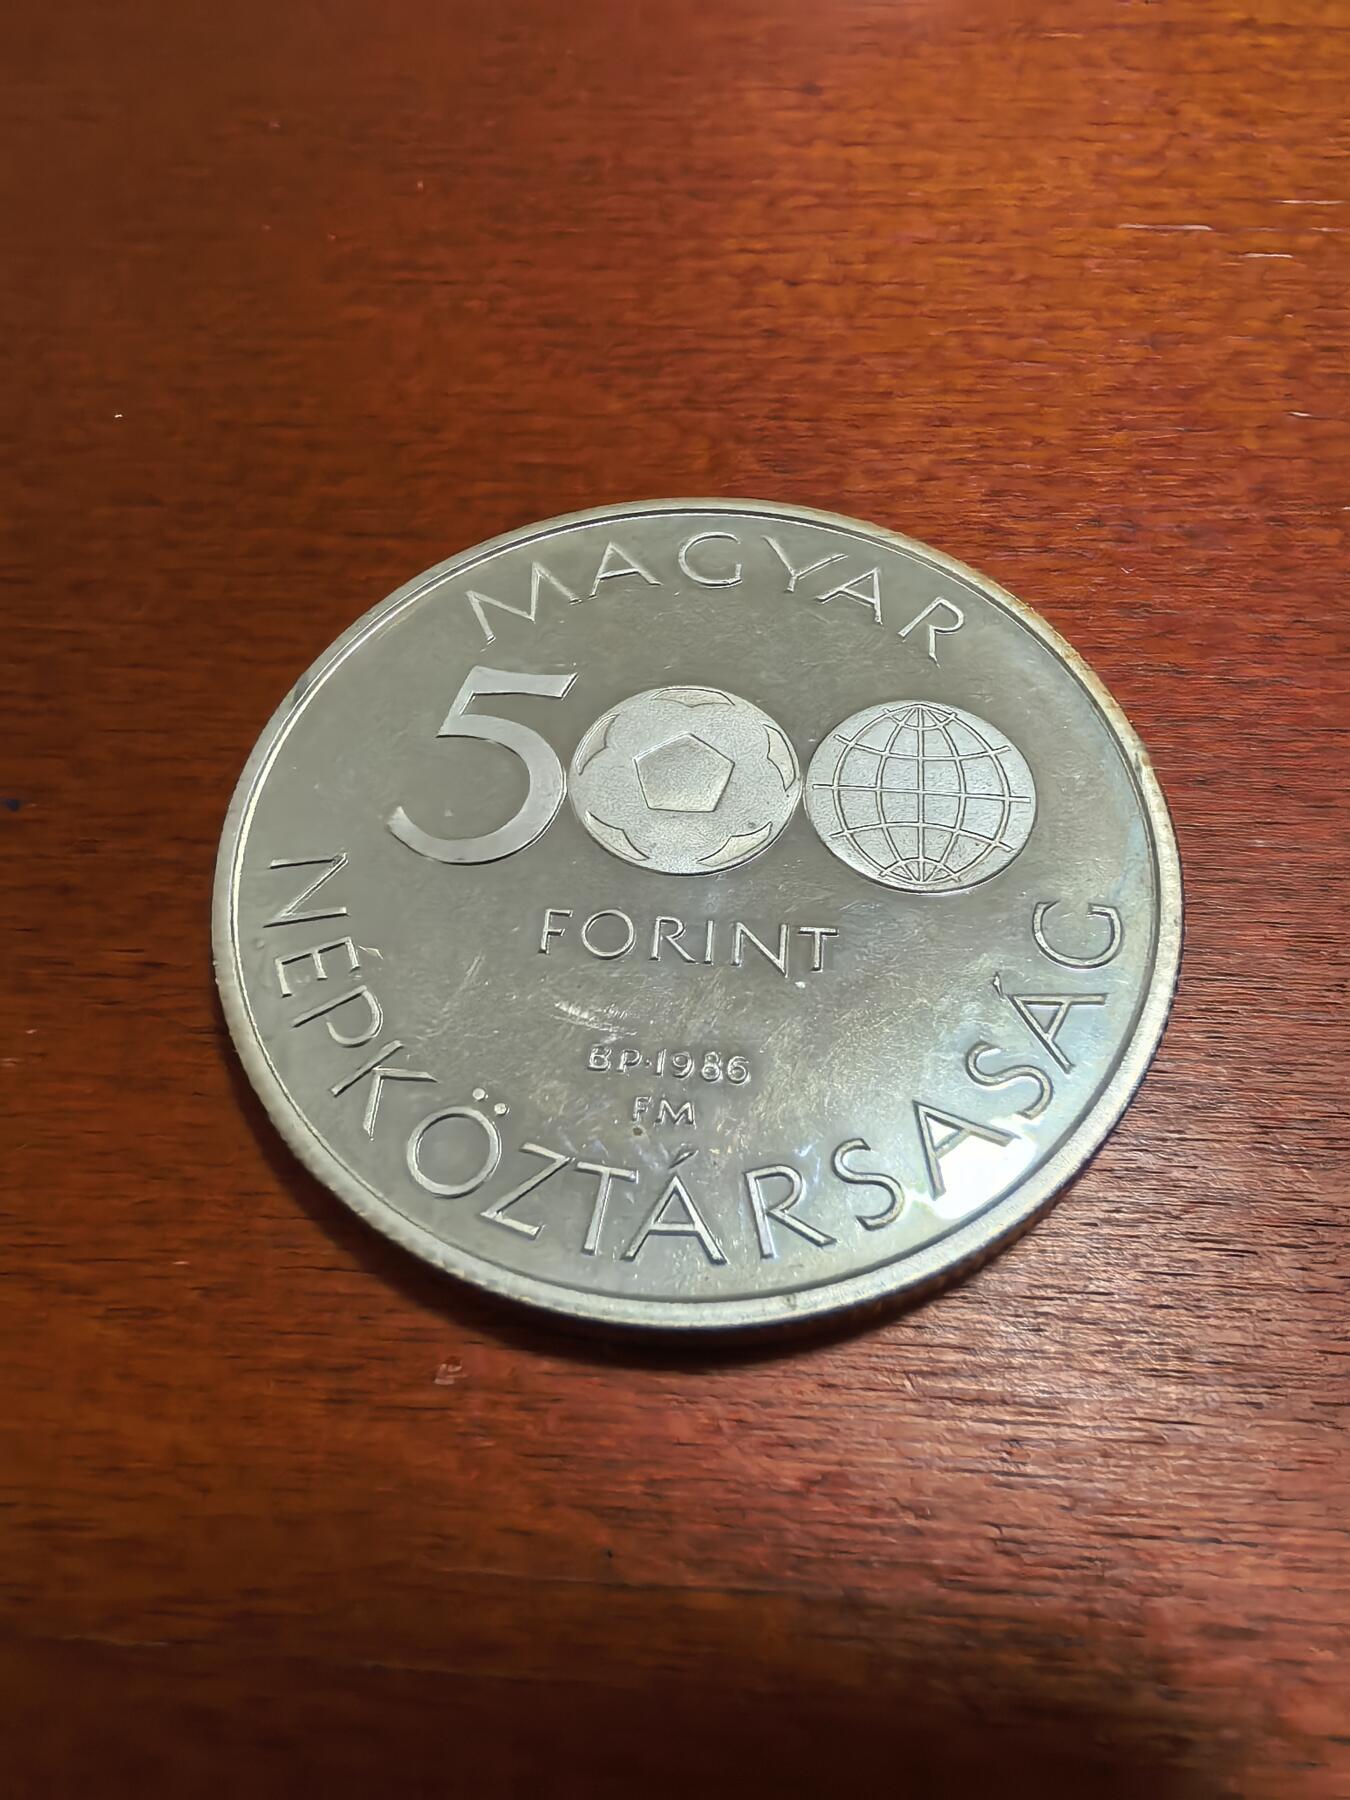 MAGYAR
500
FORINT
BP·1986
FM
NÉPKÖZTÁRSASÁG